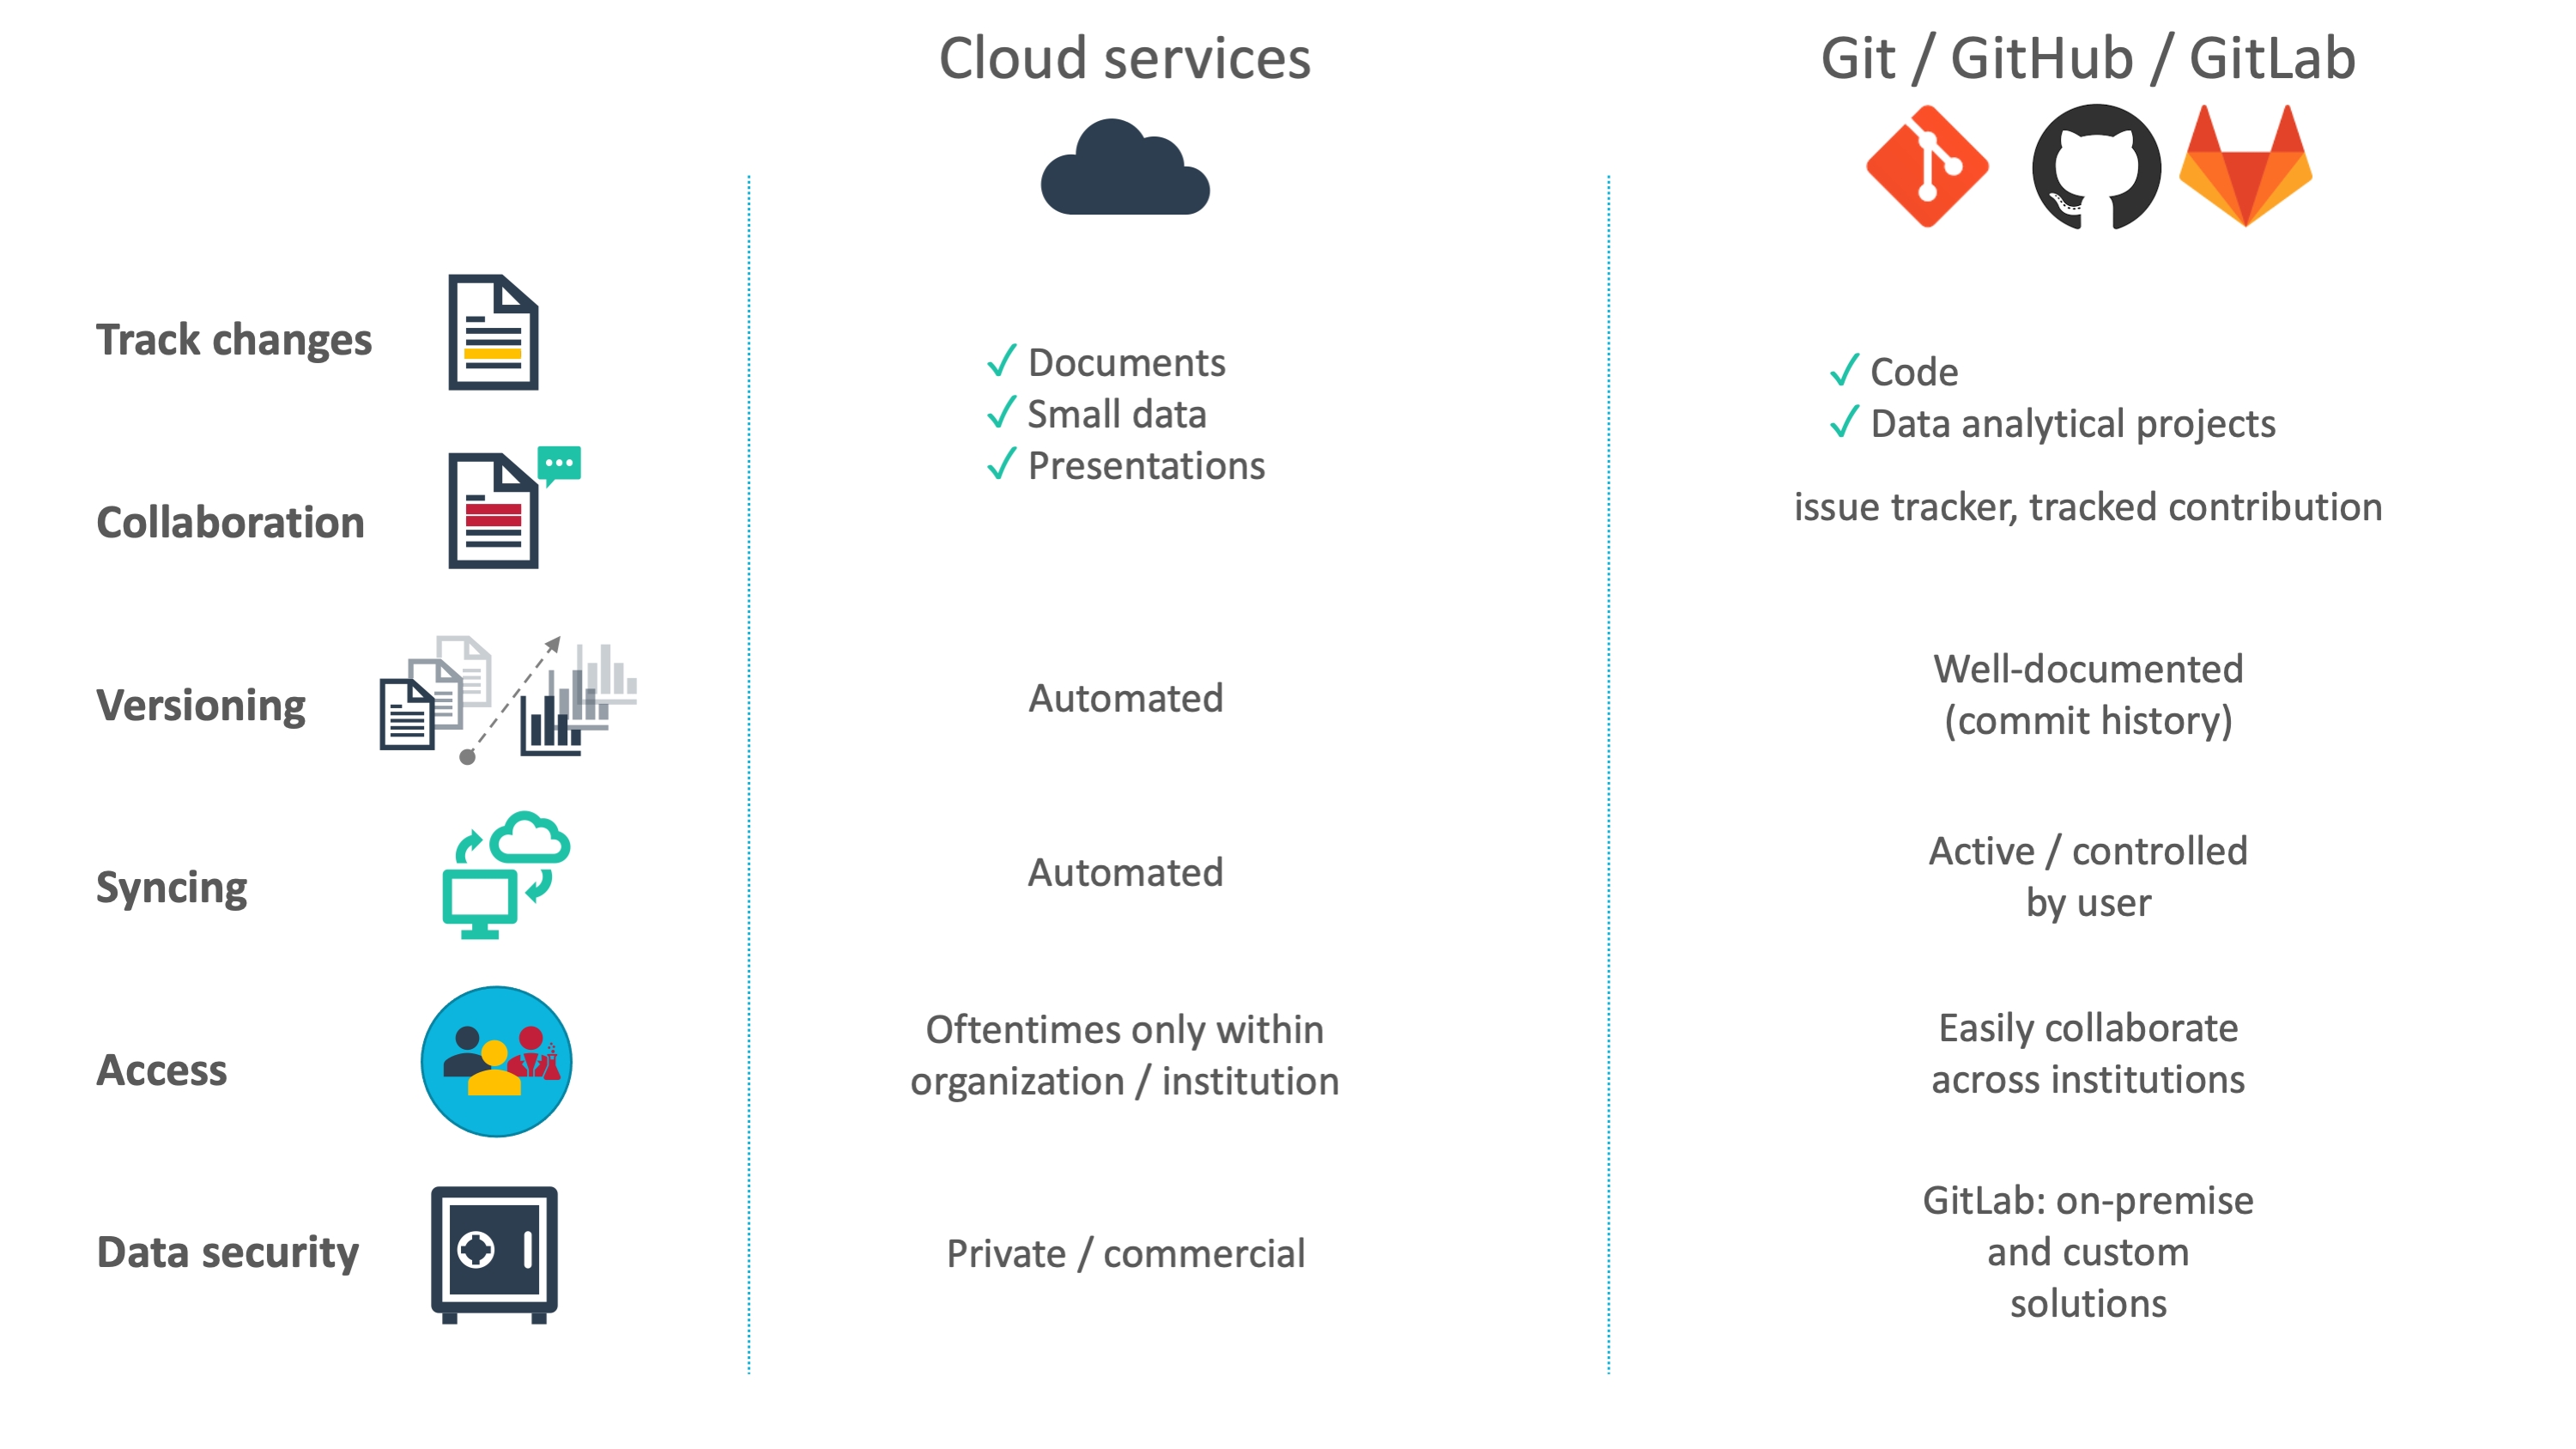 Cloud services
Git / GitHub / GitLab
Track changes
✓ Documents
✓ Small data
✓ Presentations
✓ Code
✓ Data analytical projects
Collaboration
issue tracker, tracked contribution
Versioning
Automated
Well-documented
(commit history)
Syncing
Automated
Active / controlled
by user
Access
Oftentimes only within
organization / institution
Easily collaborate
across institutions
Data security
Private / commercial
GitLab: on-premise
and custom
solutions